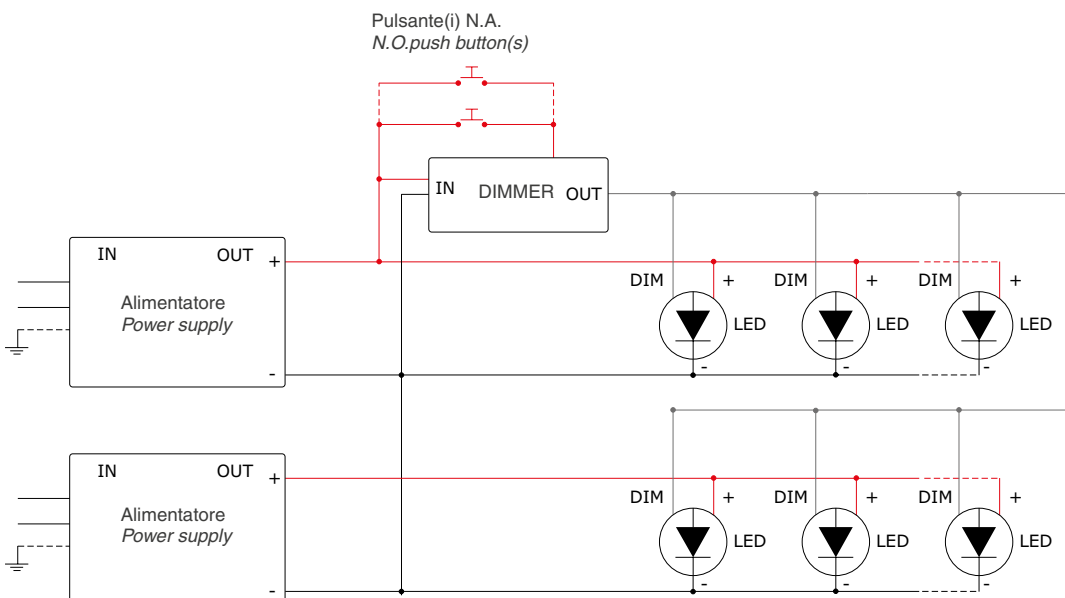 Pulsante(i) N.A.
N.O.push button(s)
IN DIMMER OUT
IN OUT +
Alimentatore
Power supply
-
DIM + DIM + DIM +
LED LED LED
- - -
IN OUT +
Alimentatore
Power supply
-
DIM + DIM + DIM +
LED LED LED
- - -